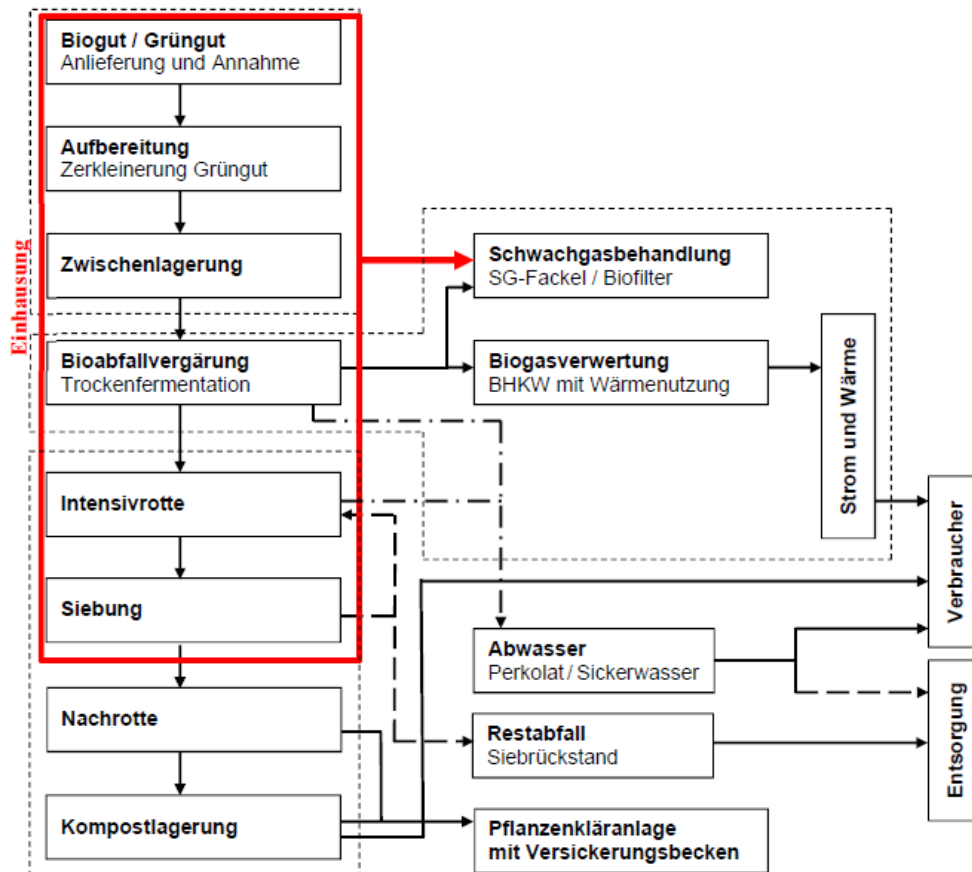 Biogut / Grüngut
Anlieferung und Annahme
Aufbereitung
Zerkleinerung Grüngut
Einhausung
Zwischenlagerung
Schwachgasbehandlung
SG-Fackel / Biofilter
Bioabfallvergärung
Trockenfermentation
Biogasverwertung
BHKW mit Wärmenutzung
Strom und Wärme
Intensivrotte
Verbraucher
Siebung
Abwasser
Perkolat / Sickerwasser
Nachrotte
Restabfall
Siebrückstand
Entsorgung
Kompostlagerung
Pflanzenkläranlage
mit Versickerungsbecken